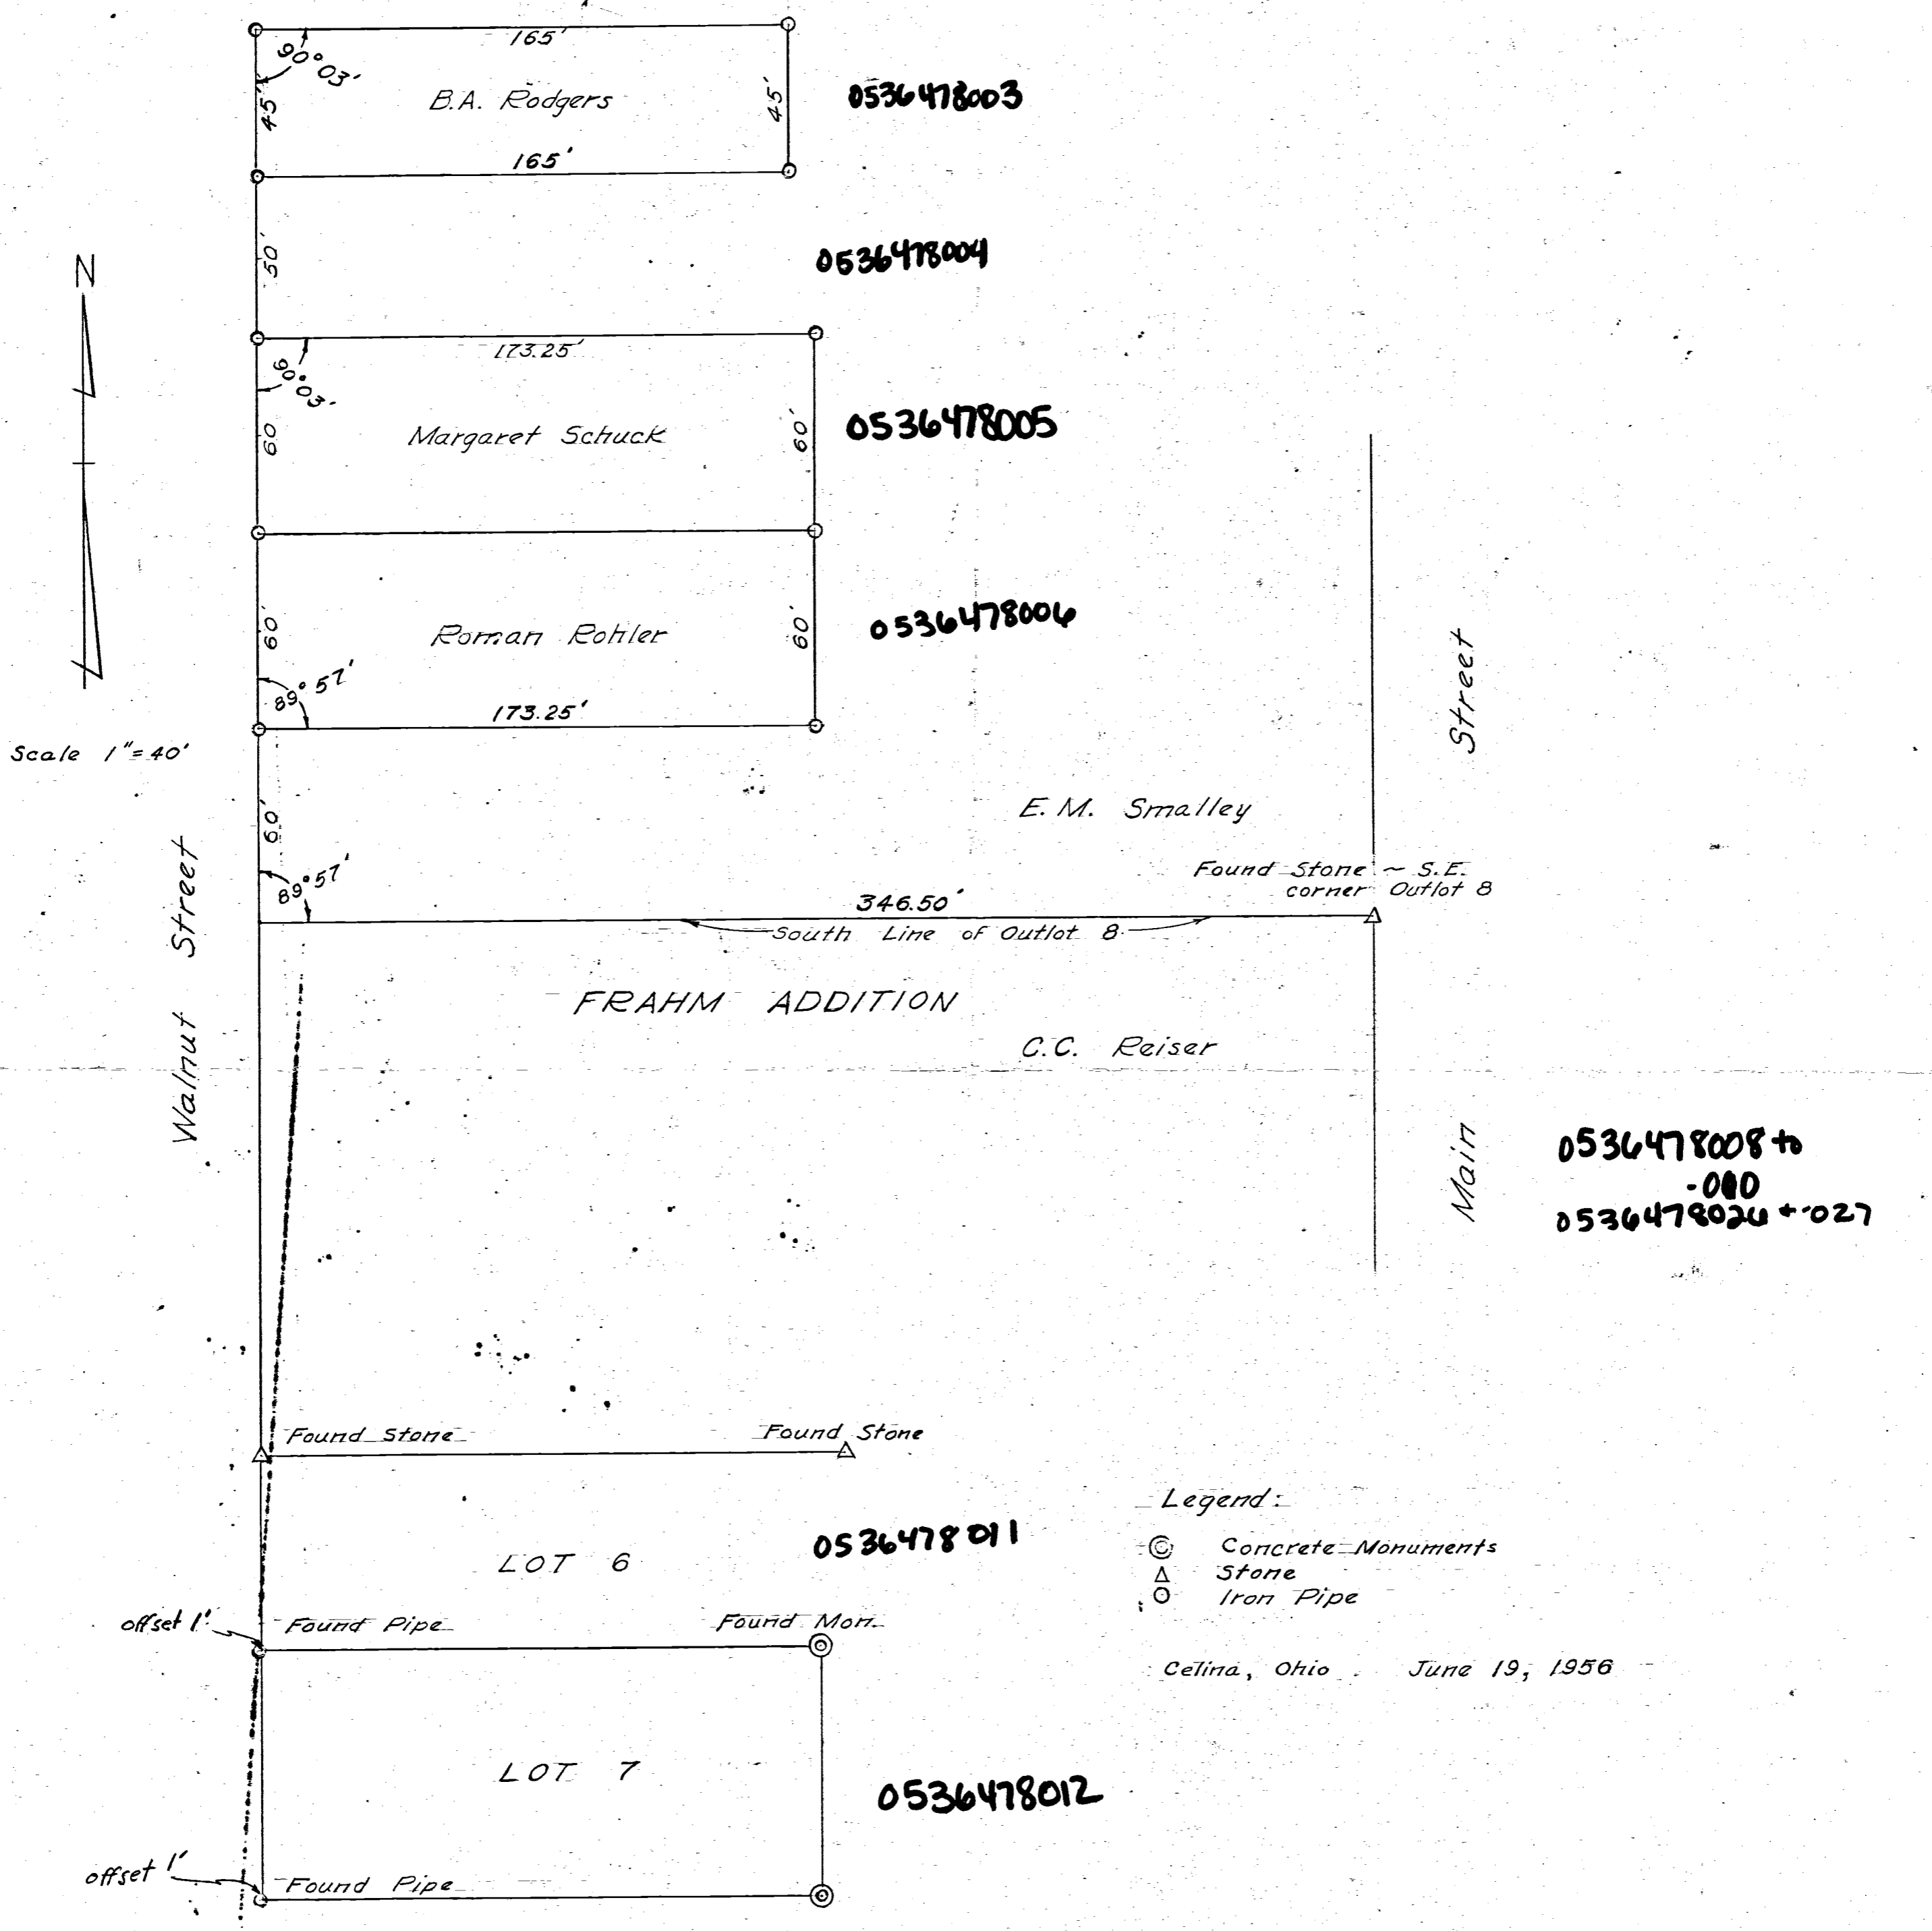 165'
90°03'
45'
B.A. Rodgers
45'
0536478003
165'
50'
0536478004
N
173.25'
90°03'
60'
Margaret Schuck
60'
0536478005
60'
Roman Rohler
60'
0536478006
89°57'
173.25'
Scale 1"=40'
Street
60'
E.M. Smalley
89°57'
Found Stone ~ S.E.
corner Outlot 8
346.50'
South Line of Outlot 8
Walnut Street
FRAHM ADDITION
C.C. Reiser
Main
0536478008 to
-010
0536478026 + -027
Found Stone
Found Stone
LOT 6
0536478011
Legend:
Concrete Monuments
Stone
Iron Pipe
offset 1'
Found Pipe
Found Mon.
Celina, Ohio June 19, 1956
LOT 7
0536478012
offset 1'
Found Pipe